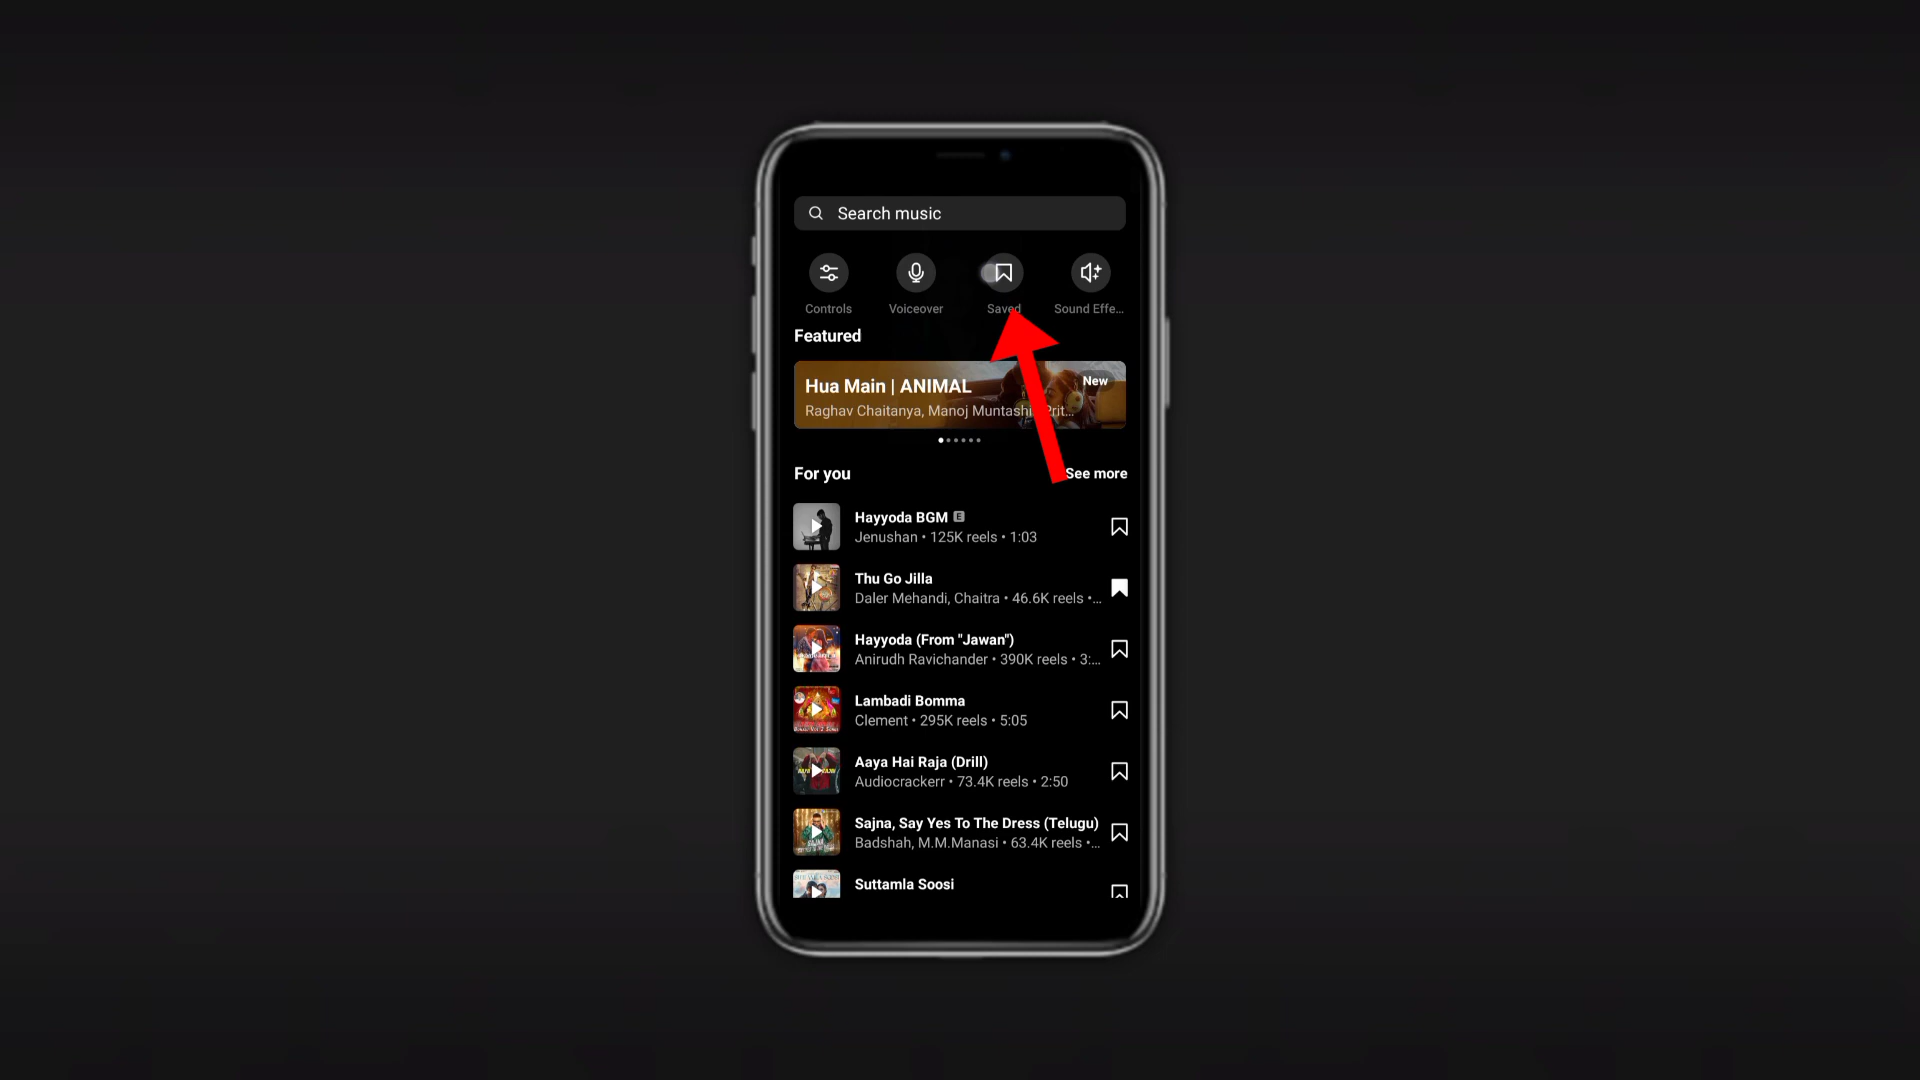 Search music
Controls
Voiceover
Saved
Sound Effe...
Featured
Hua Main | ANIMAL
New
Raghav Chaitanya, Manoj Muntashi Prit...
For you
See more
Hayyoda BGM E
Jenushan • 125K reels • 1:03
Thu Go Jilla
Daler Mehandi, Chaitra • 46.6K reels •...
Hayyoda (From "Jawan")
Anirudh Ravichander • 390K reels • 3:...
Lambadi Bomma
Clement • 295K reels • 5:05
Aaya Hai Raja (Drill)
Audiocrackerr • 73.4K reels • 2:50
Sajna, Say Yes To The Dress (Telugu)
Badshah, M.M.Manasi • 63.4K reels •...
Suttamla Soosi